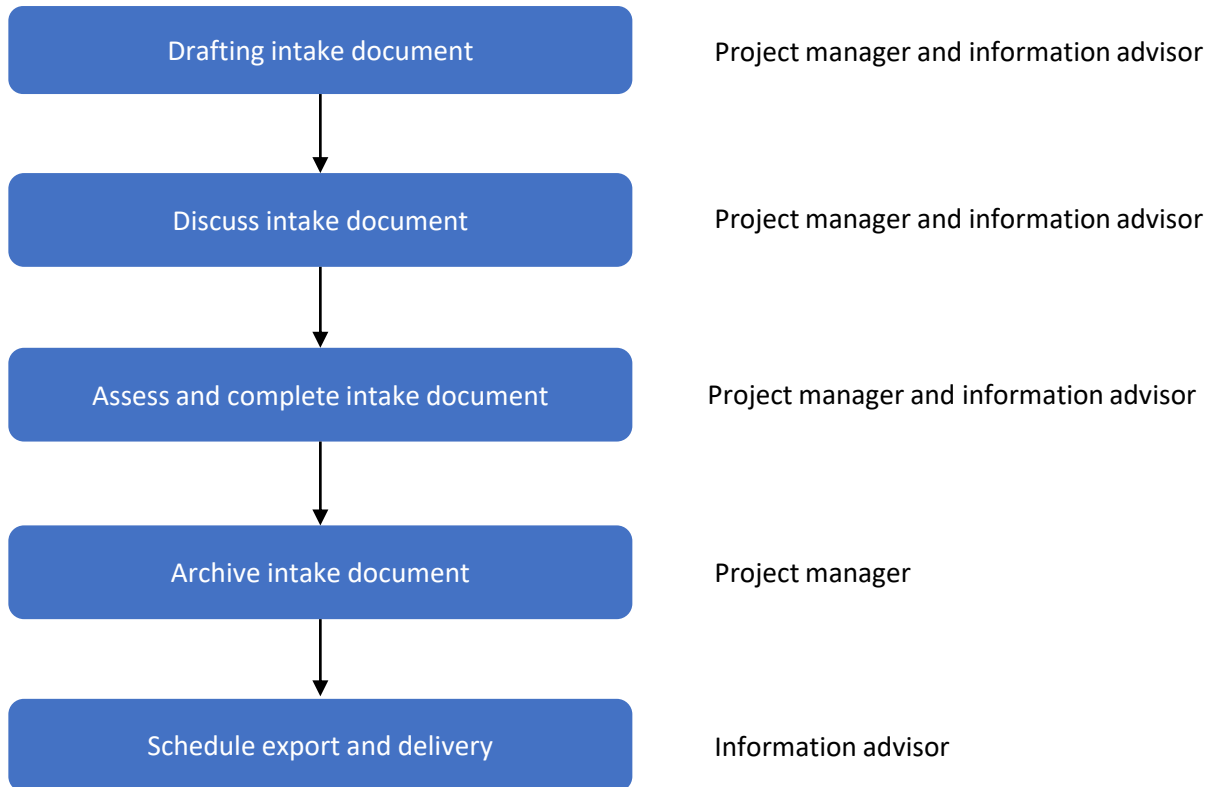 Drafting intake document
Project manager and information advisor
Discuss intake document
Project manager and information advisor
Assess and complete intake document
Project manager and information advisor
Archive intake document
Project manager
Schedule export and delivery
Information advisor